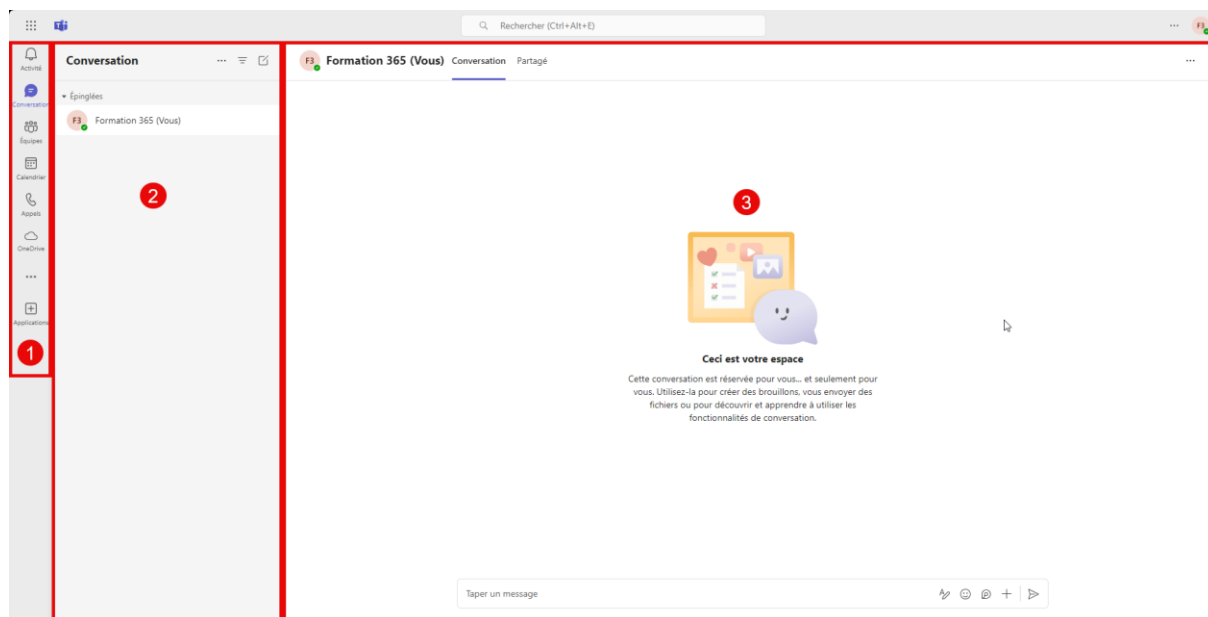 Rechercher (Ctrl+Alt+E)
F3
Activité
Conversation
Équipes
Calendrier
Appels
OneDrive
Applications
1
Conversation
Épinglées
F3 Formation 365 (Vous)
2
F3 Formation 365 (Vous) Conversation Partagé
3
Ceci est votre espace
Cette conversation est réservée pour vous... et seulement pour
vous. Utilisez-la pour créer des brouillons, vous envoyer des
fichiers ou pour découvrir et apprendre à utiliser les
fonctionnalités de conversation.
Taper un message